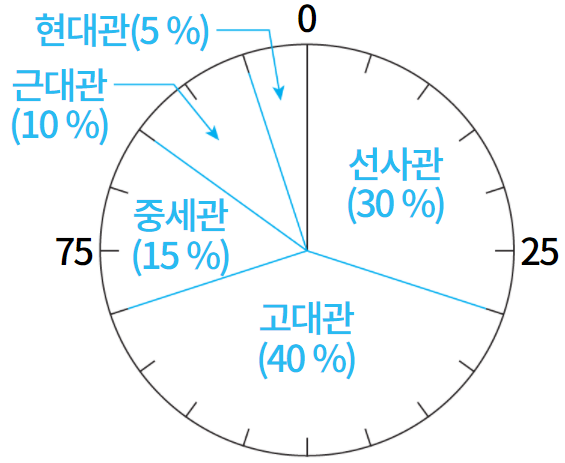 현대관(5 %)
0
근대관
(10 %)
선사관
(30 %)
중세관
(15 %)
75
25
고대관
(40 %)